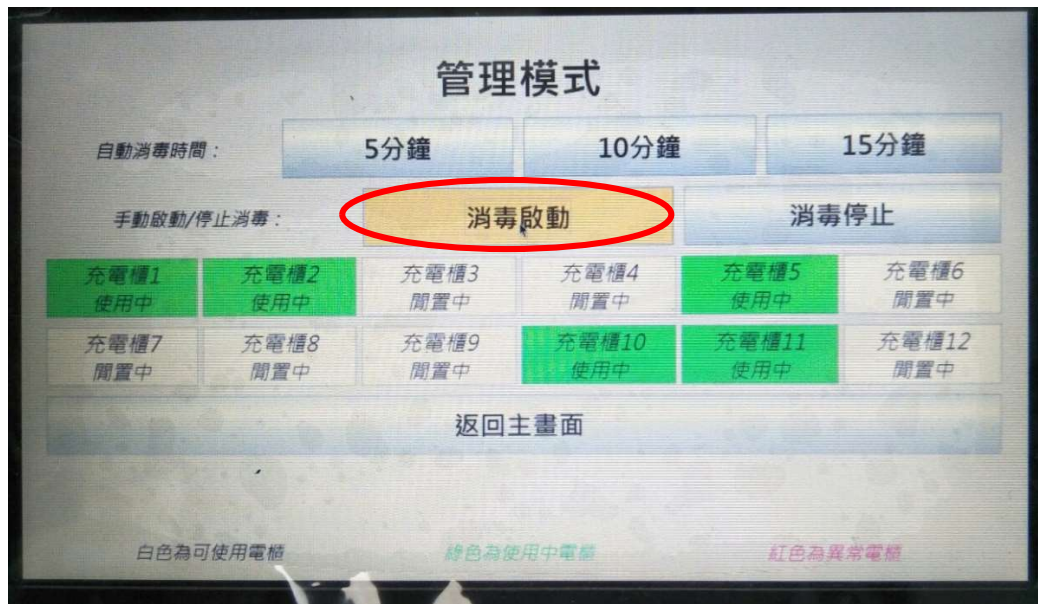 管理模式
自動消毒時間： 5分鐘 10分鐘 15分鐘
手動啟動/停止消毒： 消毒啟動 消毒停止
充電櫃1 充電櫃2 充電櫃3 充電櫃4 充電櫃5 充電櫃6
使用中 使用中 閒置中 閒置中 使用中 閒置中
充電櫃7 充電櫃8 充電櫃9 充電櫃10 充電櫃11 充電櫃12
閒置中 閒置中 閒置中 使用中 使用中 閒置中
返回主畫面
白色為可使用電櫃 綠色為使用中電櫃 紅色為異常電櫃